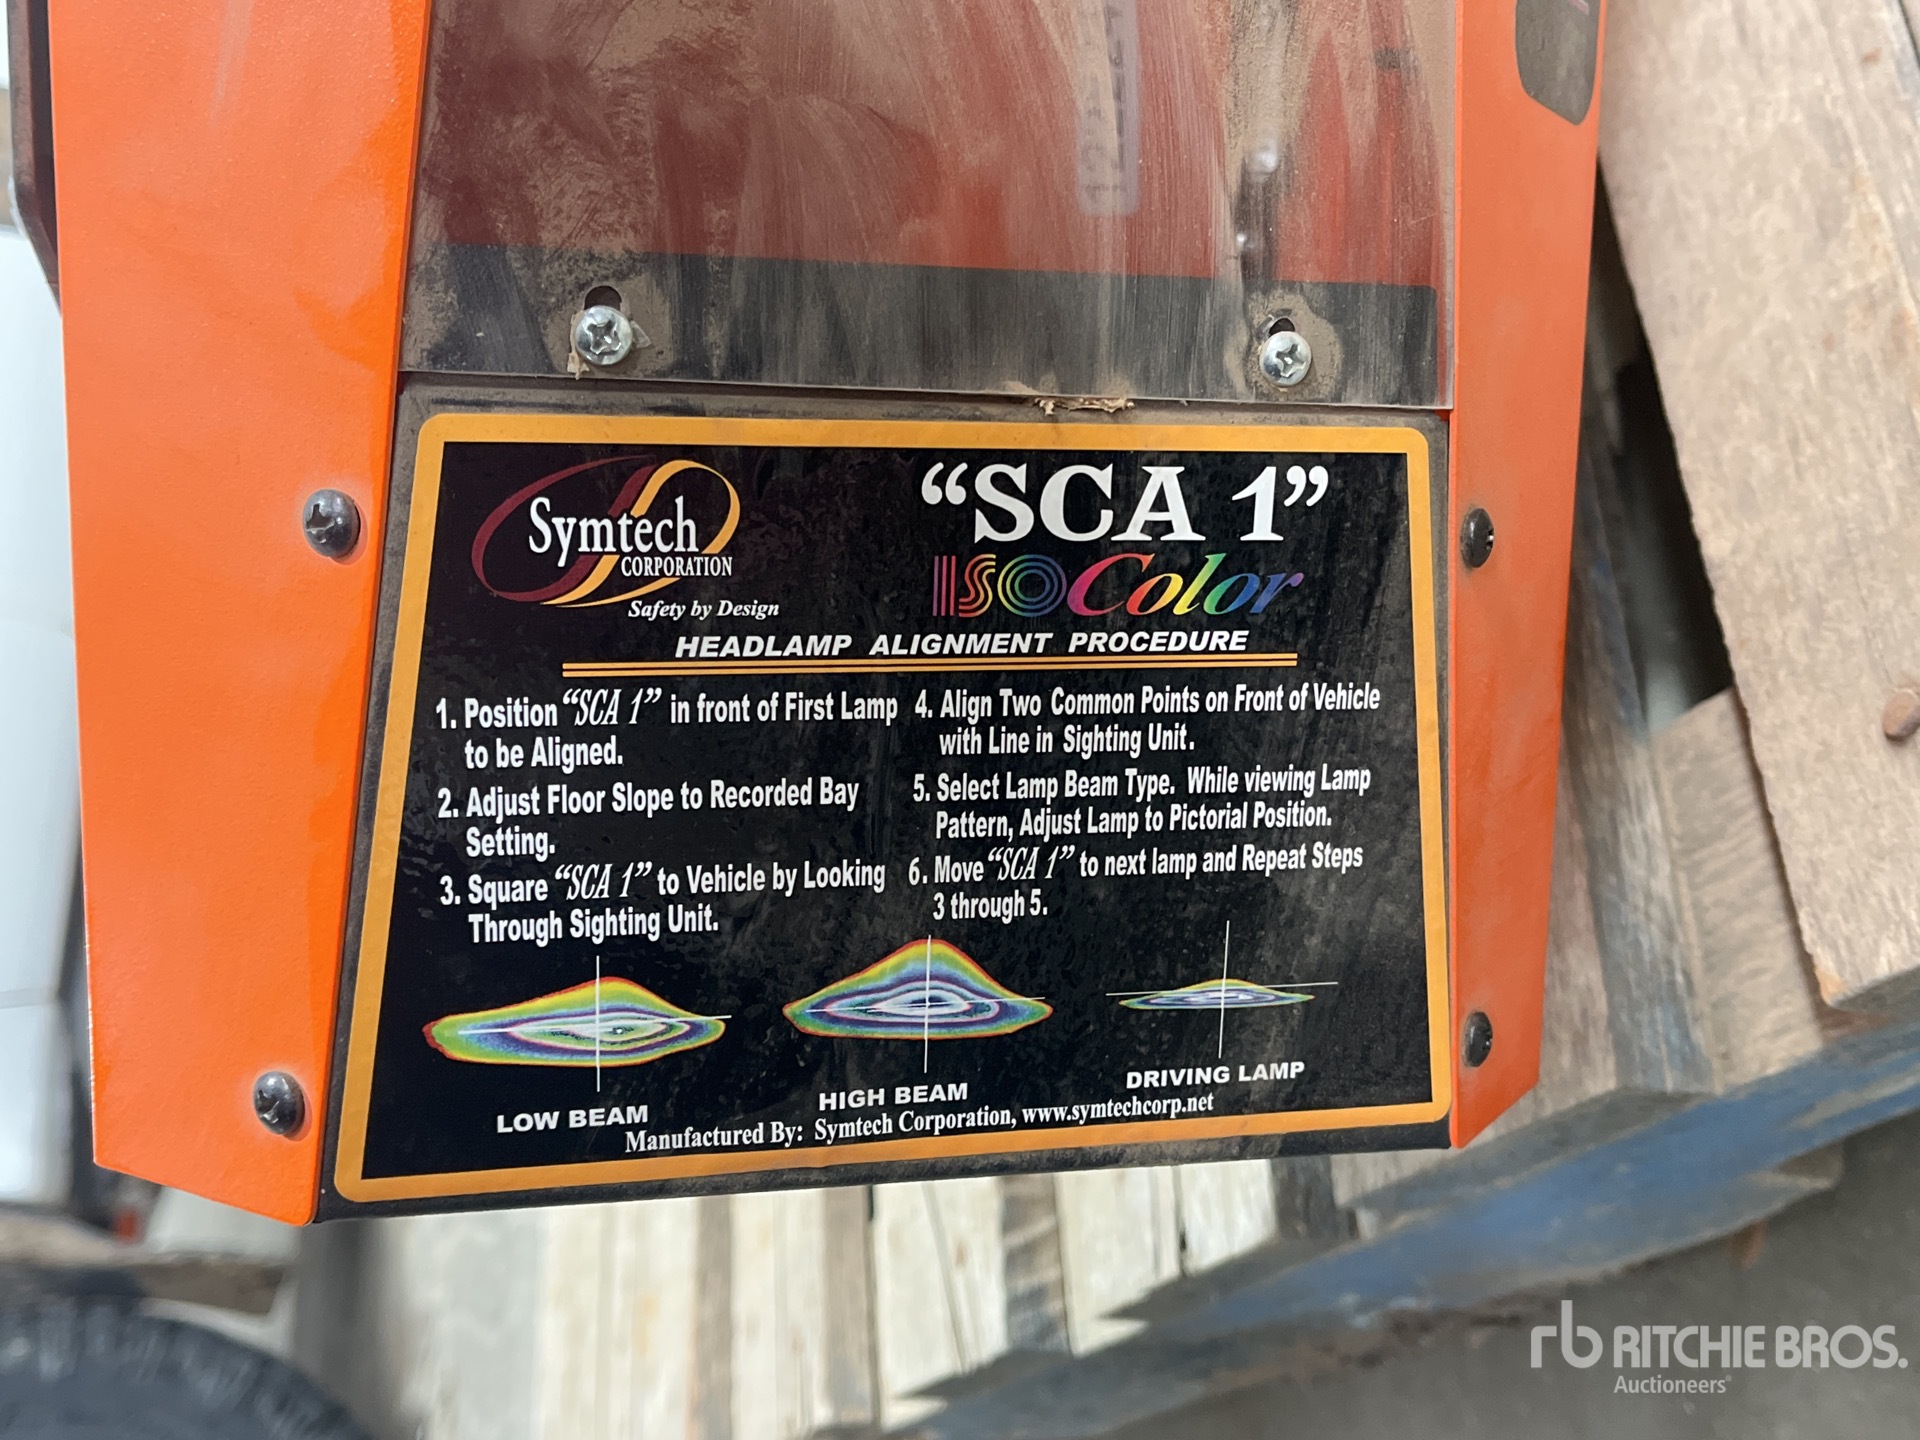 Symtech
CORPORATION
Safety by Design
“SCA 1”
ISOColor
HEADLAMP ALIGNMENT PROCEDURE
1. Position “SCA 1” in front of First Lamp
to be Aligned.
2. Adjust Floor Slope to Recorded Bay
Setting.
3. Square “SCA 1” to Vehicle by Looking
Through Sighting Unit.
4. Align Two Common Points on Front of Vehicle
with Line in Sighting Unit.
5. Select Lamp Beam Type. While viewing Lamp
Pattern, Adjust Lamp to Pictorial Position.
6. Move “SCA 1” to next lamp and Repeat Steps
3 through 5.
LOW BEAM
HIGH BEAM
DRIVING LAMP
Manufactured By: Symtech Corporation, www.symtechcorp.net
rb RITCHIE BROS.
Auctioneers